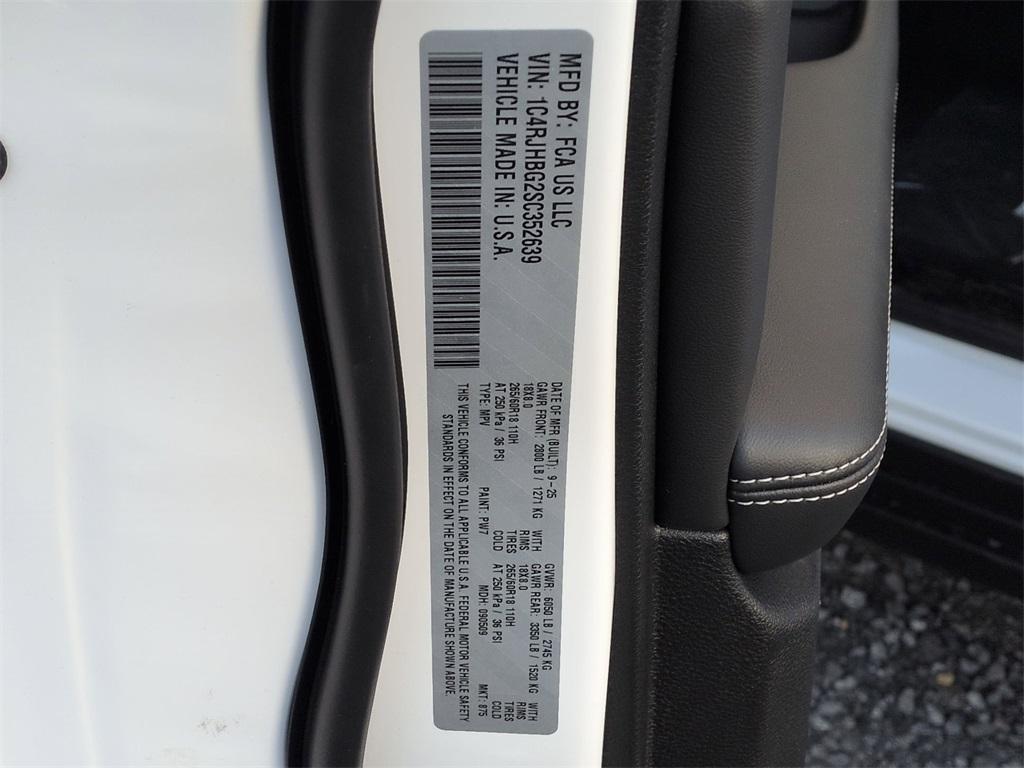 MFD BY: FCA US LLC
VIN: 1C4RJHBG2SC352639
VEHICLE MADE IN: U.S.A.
DATE OF MFR (BUILT): 9-25 GVWR: 6050 LB / 2745 KG
GAWR FRONT: 2800 LB / 1271 KG WITH GAWR REAR: 3350 LB / 1520 KG WITH
18X8.0 RIMS 18X8.0 RIMS
265/60R18 110H TIRES 265/60R18 110H TIRES
AT 250 kPa / 36 PSI COLD AT 250 kPa / 36 PSI COLD
TYPE: MPV PAINT: PW7 MDH: 090509 MKT: 875
THIS VEHICLE CONFORMS TO ALL APPLICABLE U.S.A. FEDERAL MOTOR VEHICLE SAFETY
STANDARDS IN EFFECT ON THE DATE OF MANUFACTURE SHOWN ABOVE.